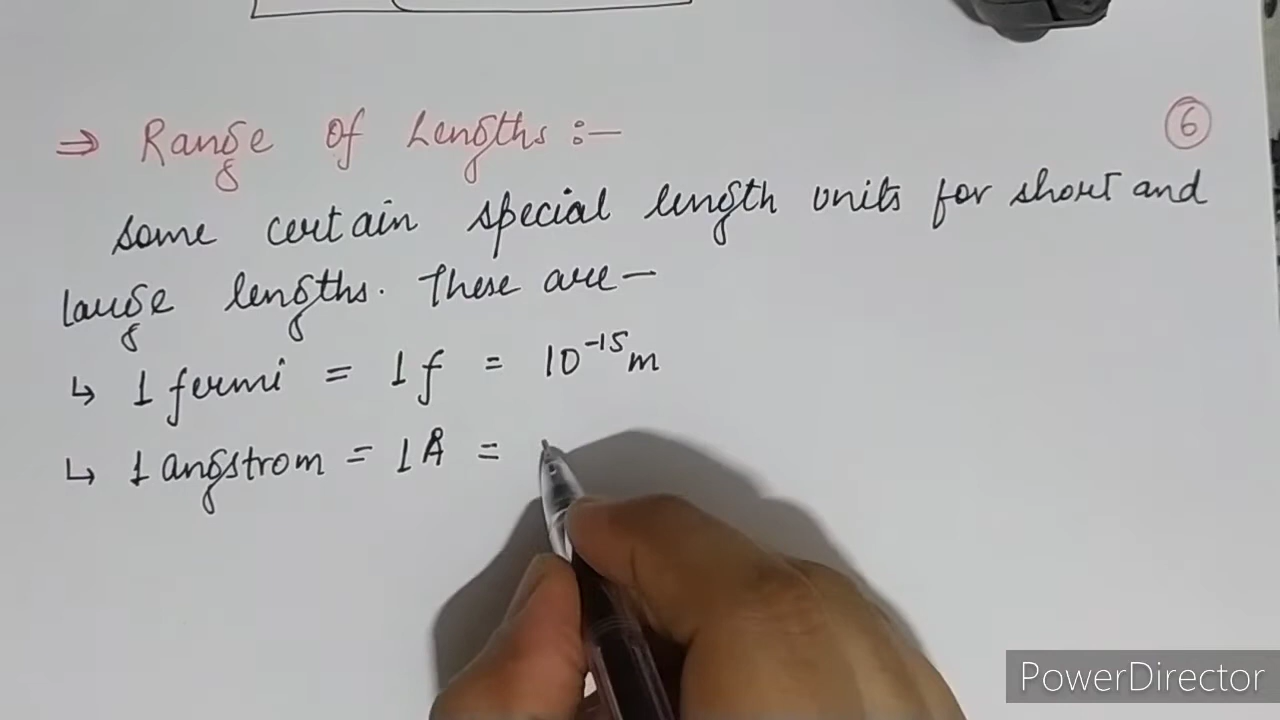 ⇒ Range of Lengths :-
6
some certain special length units for short and
large lengths. These are—
↳ 1 fermi = 1 f = 10⁻¹⁵ m
↳ 1 angstrom = 1 Å =
PowerDirector